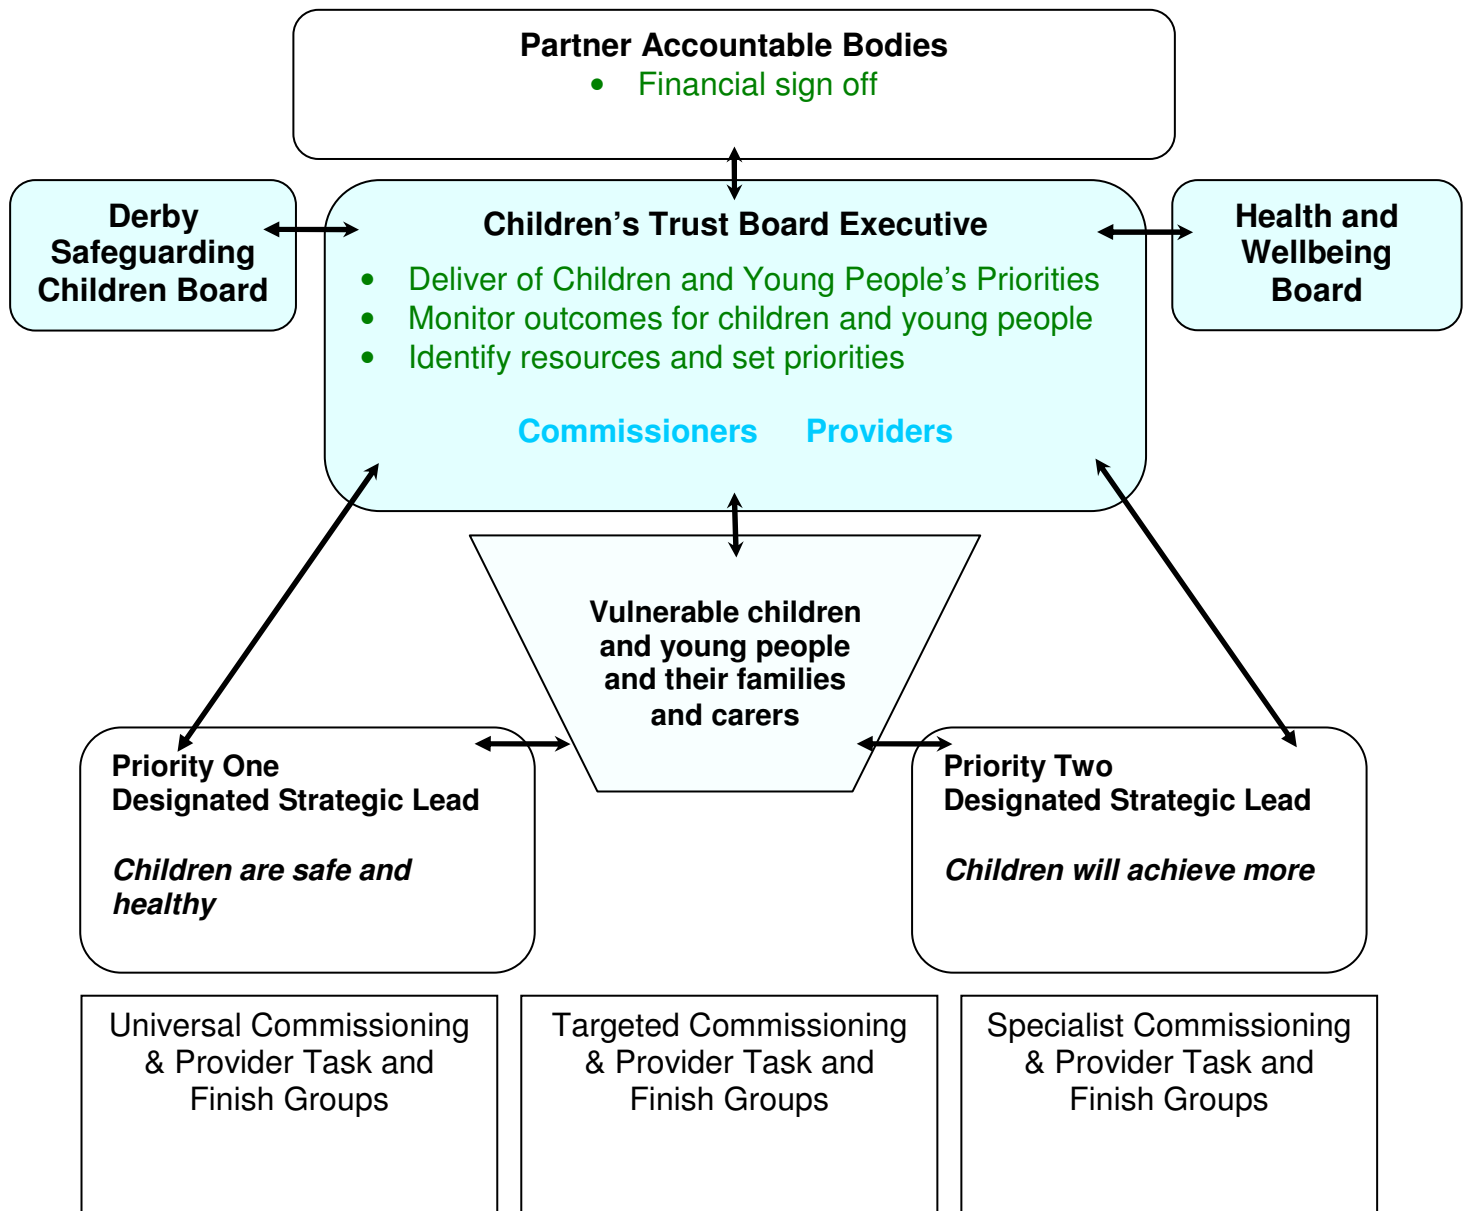 Partner Accountable Bodies
• Financial sign off
Derby
Safeguarding
Children Board
Children’s Trust Board Executive
• Deliver of Children and Young People’s Priorities
• Monitor outcomes for children and young people
• Identify resources and set priorities
Commissioners Providers
Health and
Wellbeing
Board
Vulnerable children
and young people
and their families
and carers
Priority One
Designated Strategic Lead
Children are safe and
healthy
Priority Two
Designated Strategic Lead
Children will achieve more
Universal Commissioning
& Provider Task and
Finish Groups
Targeted Commissioning
& Provider Task and
Finish Groups
Specialist Commissioning
& Provider Task and
Finish Groups